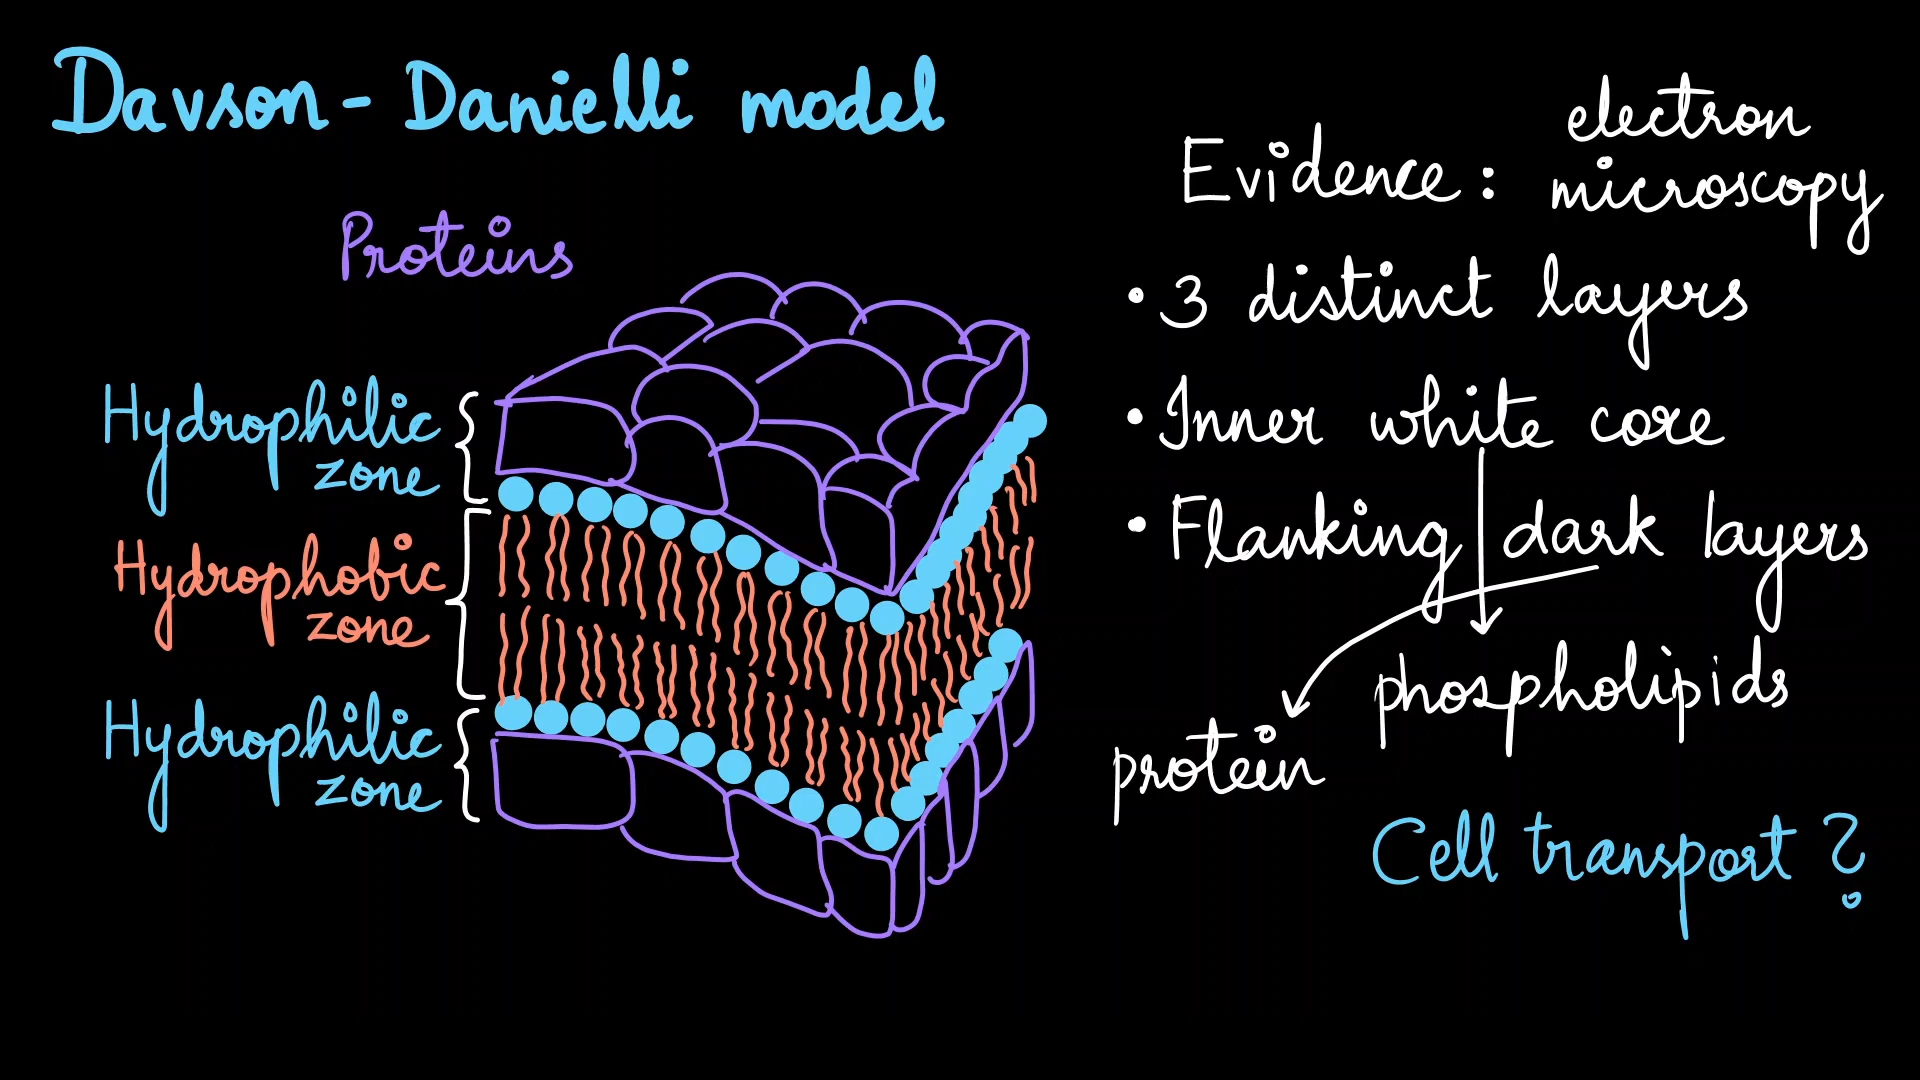 Davson - Danielli model
Proteins
Hydrophilic
zone
Hydrophobic
zone
Hydrophilic
zone
Evidence : electron
microscopy
• 3 distinct layers
• Inner white core
• Flanking dark layers
phospholipids
protein
Cell transport ?